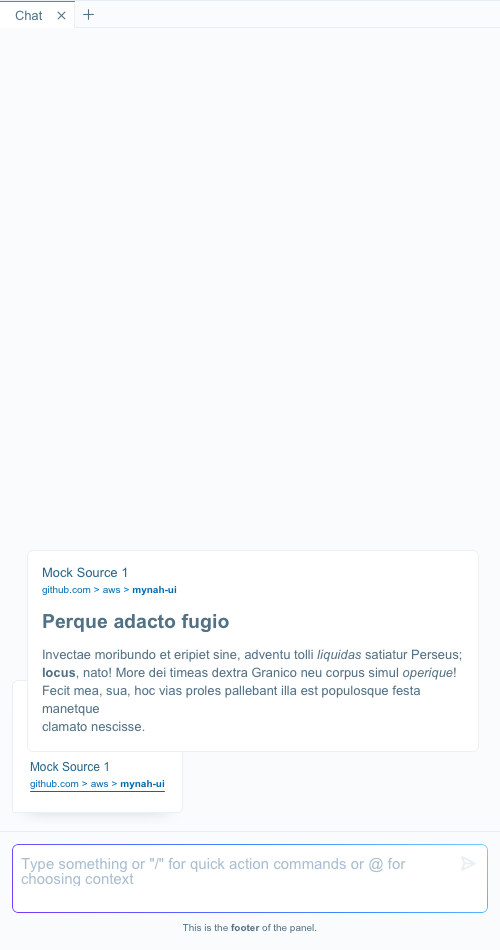 Chat
Mock Source 1
github.com > aws > mynah-ui
Perque adacto fugio
Invectae moribundo et eripiet sine, adventu tolli liquidas satiatur Perseus;
locus, nato! More dei timeas dextra Granico neu corpus simul operique!
Fecit mea, sua, hoc vias proles pallebant illa est populosque festa
manetque
clamato nescisse.
Mock Source 1
github.com > aws > mynah-ui
Type something or "/" for quick action commands or @ for
choosing context
This is the footer of the panel.